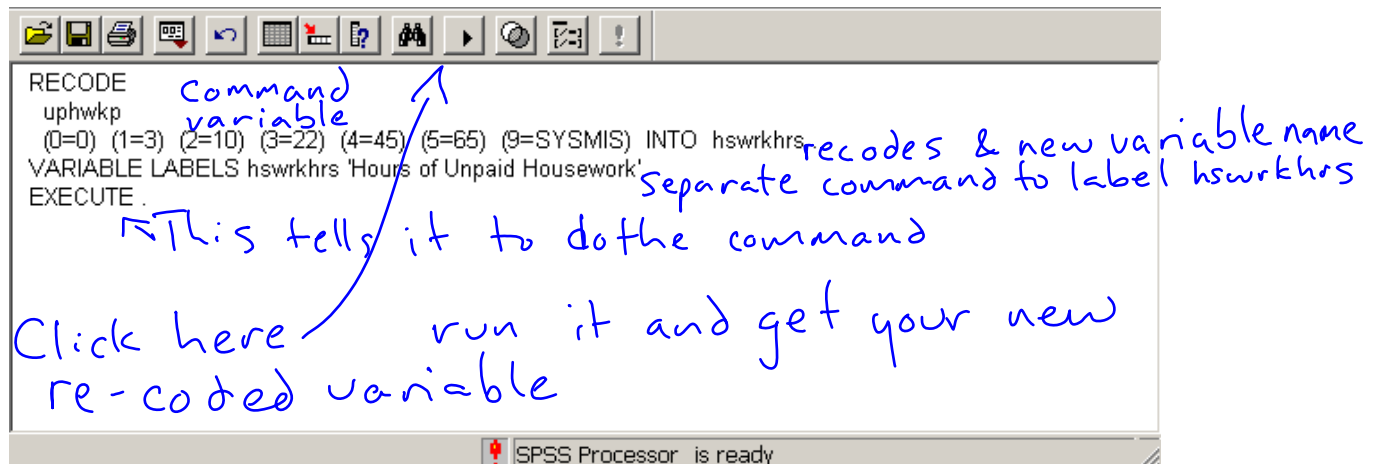 RECODE
command
uphwkp
variable
(0=0) (1=3) (2=10) (3=22) (4=45) (5=65) (9=SYSMIS) INTO hswrkhrs
recodes & new variable name
VARIABLE LABELS hswrkhrs 'Hours of Unpaid Housework'
separate command to label hswrkhrs
EXECUTE .
This tells it to do the command
Click here run it and get your new
re-coded variable
SPSS Processor is ready